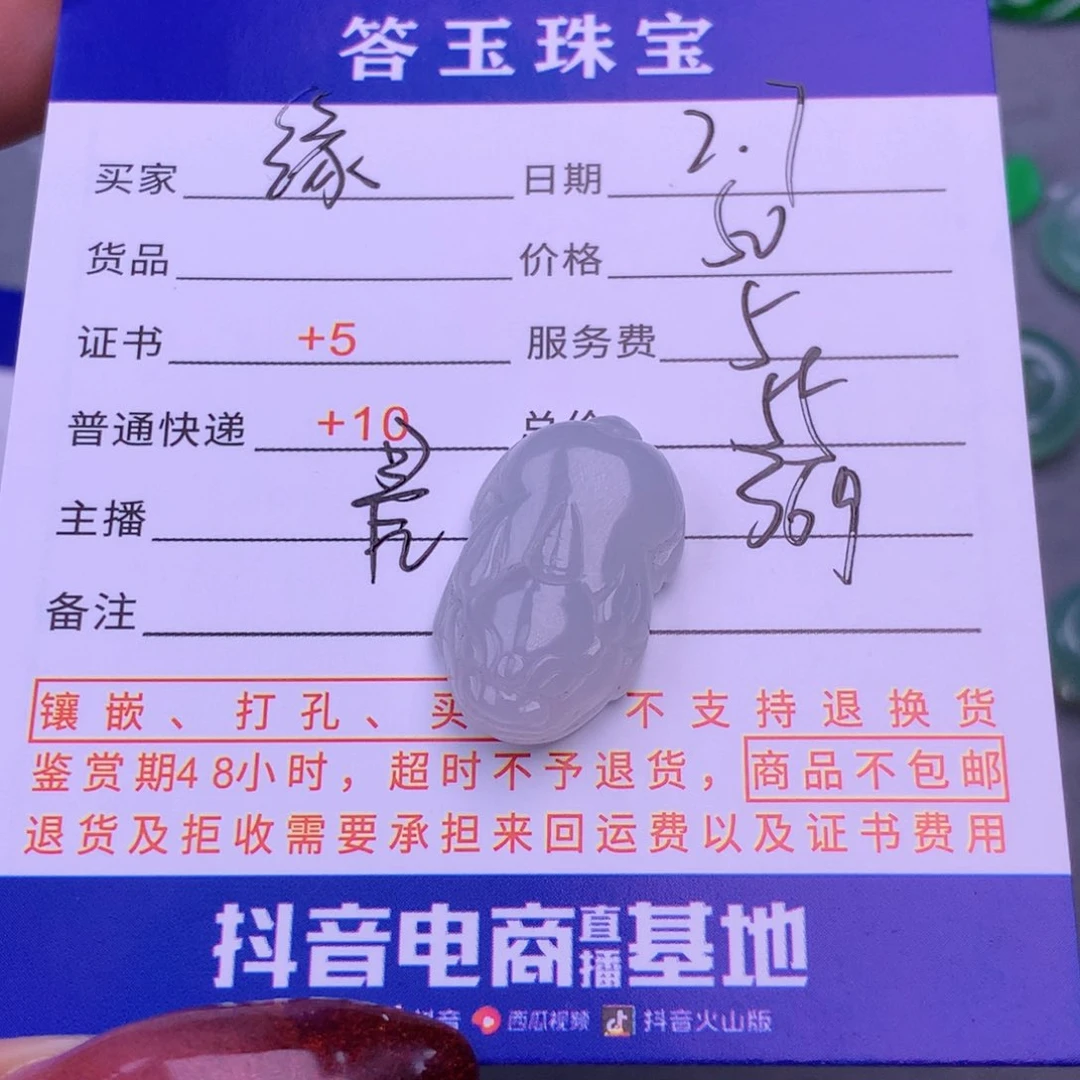 答玉珠宝
买家 缘 日期 2.7
货品 价格 50
证书 +5 服务费 5
普通快递 +10 总价 55
主播 亮 569
备注
镶嵌、打孔、买 不支持退换货
鉴赏期48小时，超时不予退货，商品不包邮
退货及拒收需要承担来回运费以及证书费用
抖音电商直播基地
抖音 西瓜视频 抖音火山版